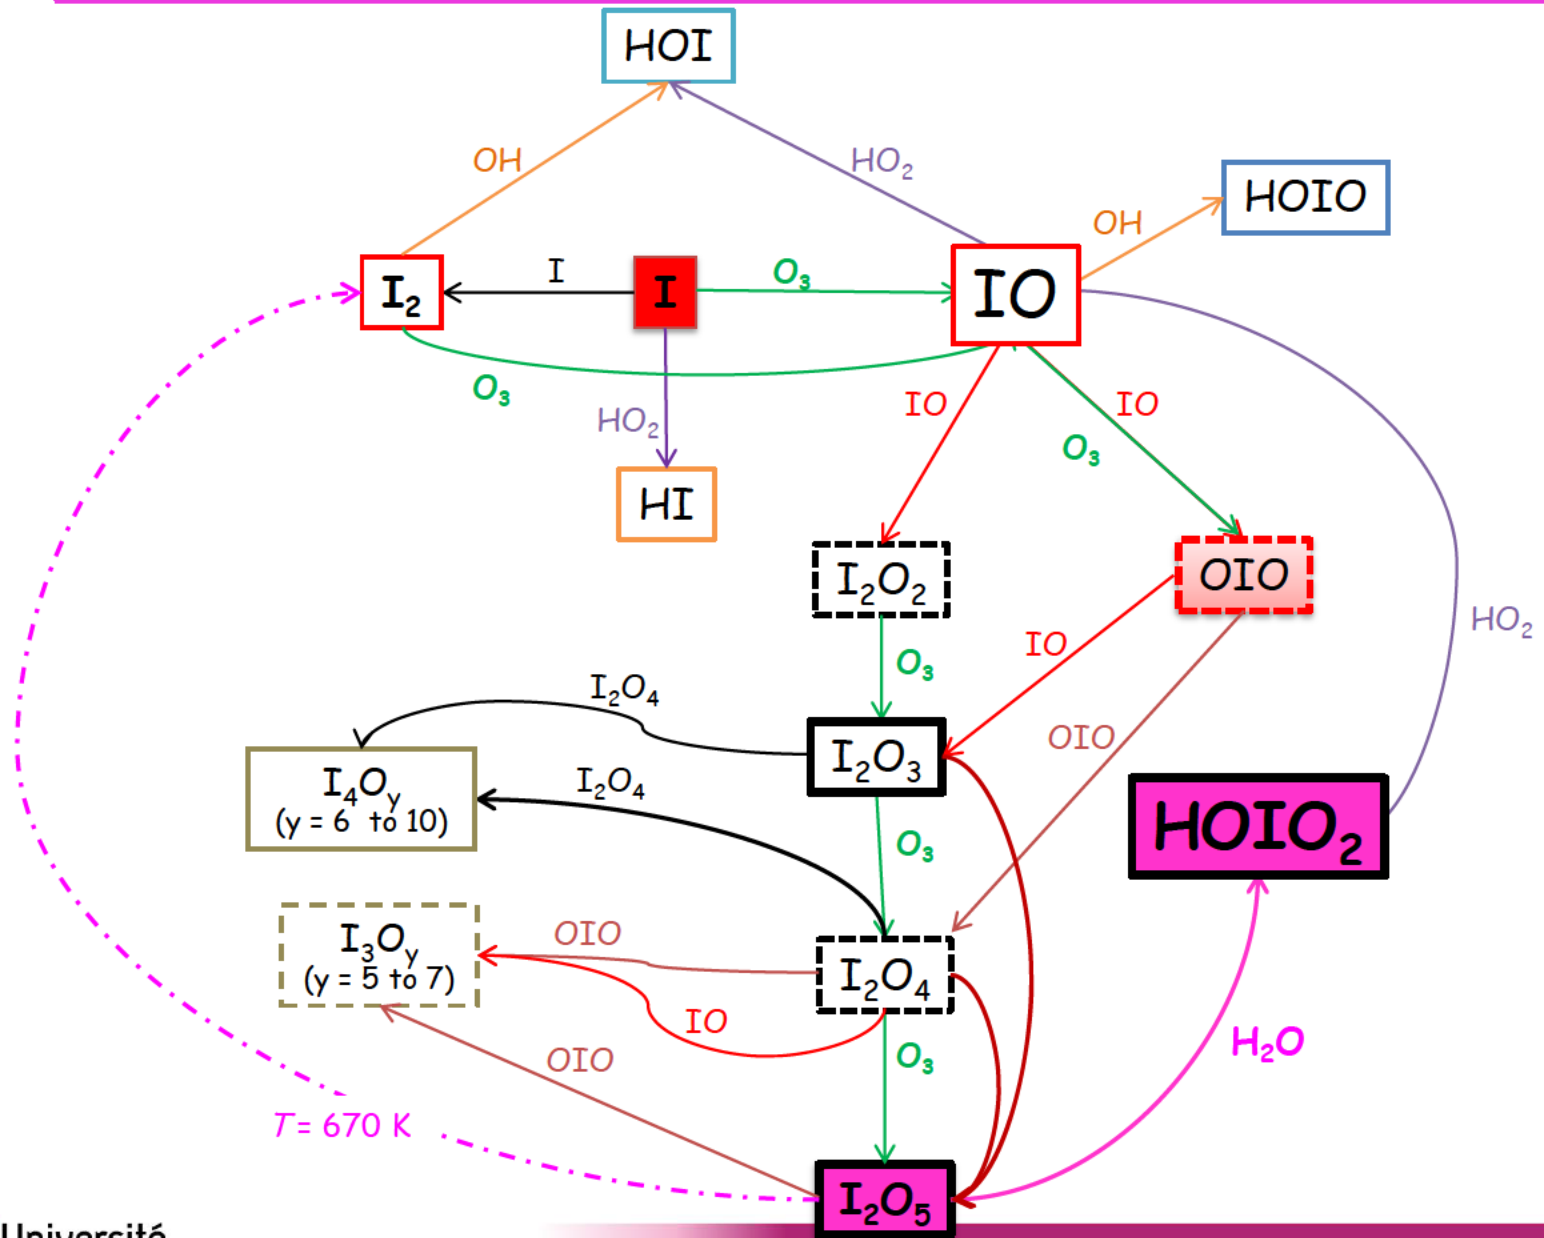 HOI
OH
HO₂
HOIO
OH
I₂
I
I
O₃
IO
O₃
HO₂
IO
IO
O₃
HI
I₂O₂
OIO
HO₂
O₃
IO
I₂O₄
OIO
I₂O₃
I₄Oy
(y = 6 to 10)
I₂O₄
O₃
HOIO₂
I₃Oy
(y = 5 to 7)
OIO
I₂O₄
IO
OIO
O₃
H₂O
T = 670 K
I₂O₅